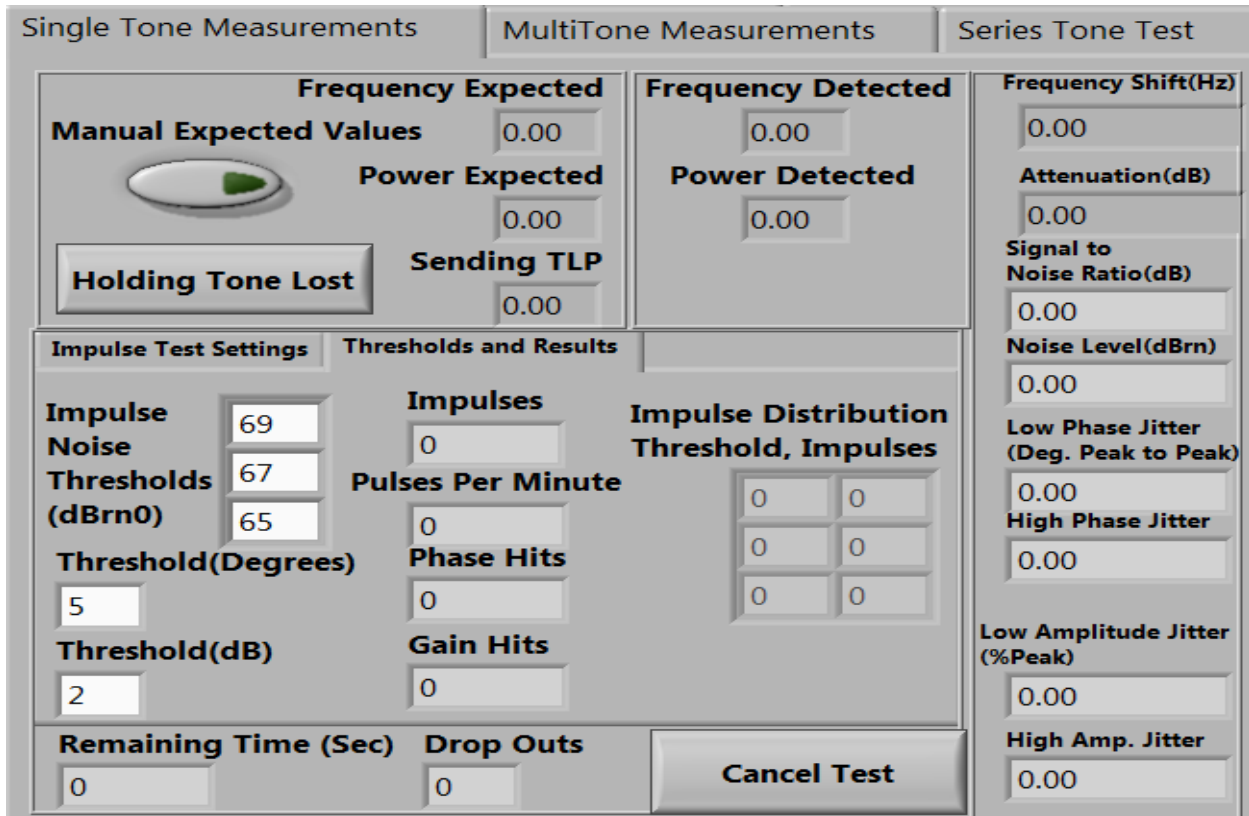 Single Tone Measurements
MultiTone Measurements
Series Tone Test
Frequency Expected
Manual Expected Values
0.00
Power Expected
0.00
Holding Tone Lost
Sending TLP
0.00
Frequency Detected
0.00
Power Detected
0.00
Frequency Shift(Hz)
0.00
Attenuation(dB)
0.00
Signal to
Noise Ratio(dB)
0.00
Noise Level(dBrn)
0.00
Low Phase Jitter
(Deg. Peak to Peak)
0.00
High Phase Jitter
0.00
Low Amplitude Jitter
(%Peak)
0.00
High Amp. Jitter
0.00
Impulse Test Settings
Thresholds and Results
Impulse
Noise
Thresholds
(dBrn0)
69
67
65
Threshold(Degrees)
5
Threshold(dB)
2
Impulses
0
Pulses Per Minute
0
Phase Hits
0
Gain Hits
0
Impulse Distribution
Threshold, Impulses
0 0
0 0
0 0
Remaining Time (Sec)
0
Drop Outs
0
Cancel Test